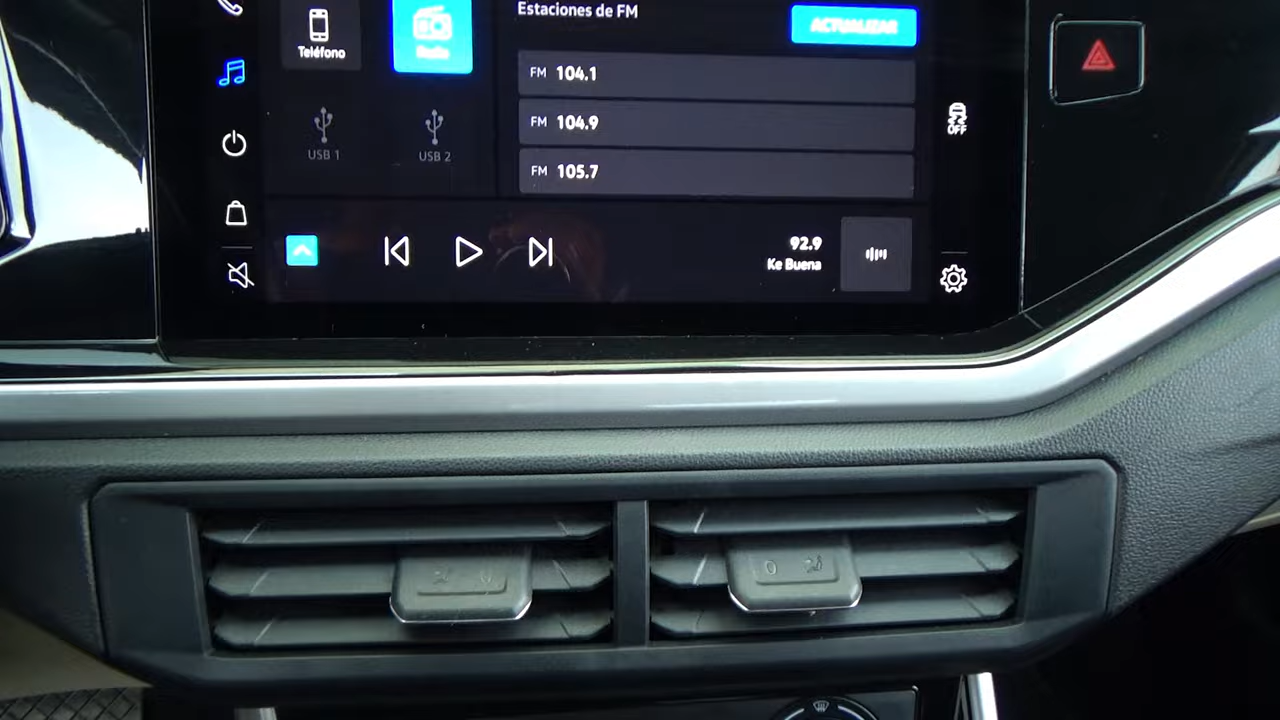 Estaciones de FM
ACTUALIZAR
Teléfono
Radio
FM 104.1
FM 104.9
FM 105.7
USB 1
USB 2
OFF
92.9
Ke Buena